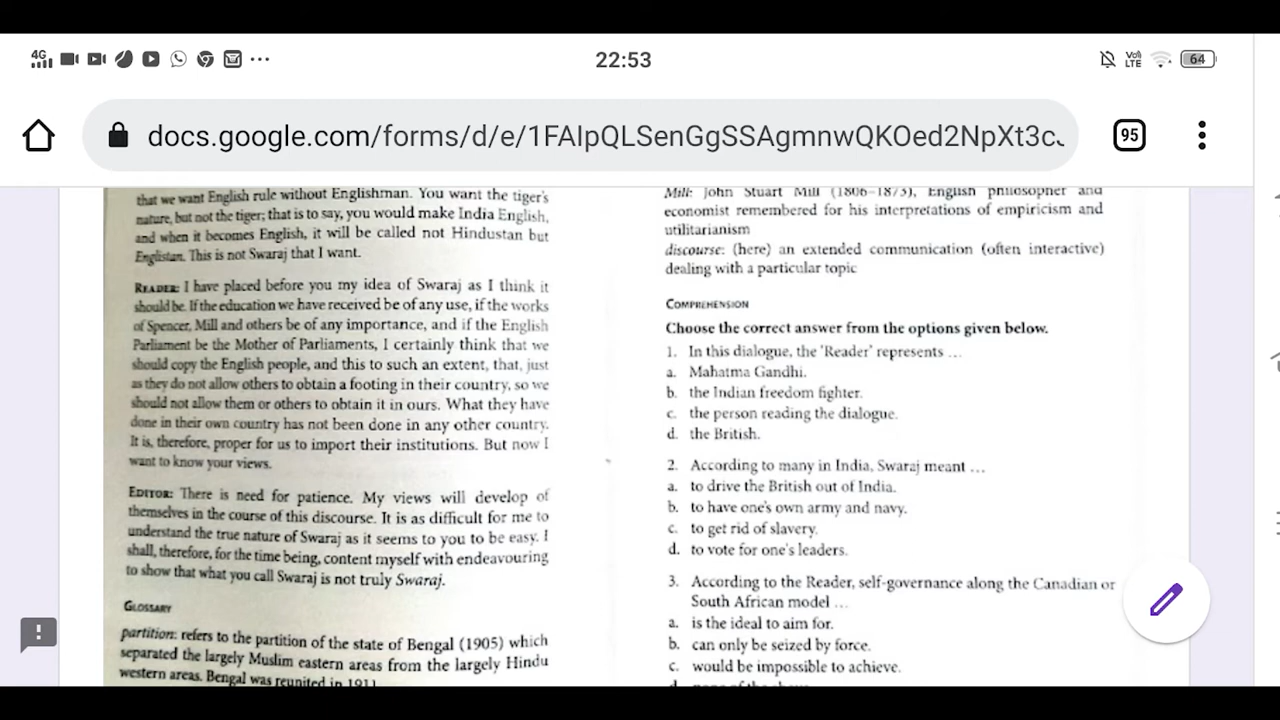 4G
22:53
VoD LTE
64
docs.google.com/forms/d/e/1FAIpQLSenGgSSAgmnwQKOed2NpXt3c
95
that we want English rule without Englishman. You want the tiger's
nature, but not the tiger; that is to say, you would make India English,
and when it becomes English, it will be called not Hindustan but
Englistan. This is not Swaraj that I want.
READER: I have placed before you my idea of Swaraj as I think it
should be. If the education we have received be of any use, if the works
of Spencer, Mill and others be of any importance, and if the English
Parliament be the Mother of Parliaments, I certainly think that we
should copy the English people, and this to such an extent, that, just
as they do not allow others to obtain a footing in their country, so we
should not allow them or others to obtain it in ours. What they have
done in their own country has not been done in any other country.
It is, therefore, proper for us to import their institutions. But now I
want to know your views.
EDITOR: There is need for patience. My views will develop of
themselves in the course of this discourse. It is as difficult for me to
understand the true nature of Swaraj as it seems to you to be easy. I
shall, therefore, for the time being, content myself with endeavouring
to show that what you call Swaraj is not truly Swaraj.
GLOSSARY
partition: refers to the partition of the state of Bengal (1905) which
separated the largely Muslim eastern areas from the largely Hindu
western areas. Bengal was reunited in 1911
Mill: John Stuart Mill (1806–1873), English philosopher and
economist remembered for his interpretations of empiricism and
utilitarianism
discourse: (here) an extended communication (often interactive)
dealing with a particular topic
COMPREHENSION
Choose the correct answer from the options given below.
1. In this dialogue, the 'Reader' represents ...
a. Mahatma Gandhi.
b. the Indian freedom fighter.
c. the person reading the dialogue.
d. the British.
2. According to many in India, Swaraj meant ...
a. to drive the British out of India.
b. to have one's own army and navy.
c. to get rid of slavery.
d. to vote for one's leaders.
3. According to the Reader, self-governance along the Canadian or
South African model ...
a. is the ideal to aim for.
b. can only be seized by force.
c. would be impossible to achieve.
d. none of the above